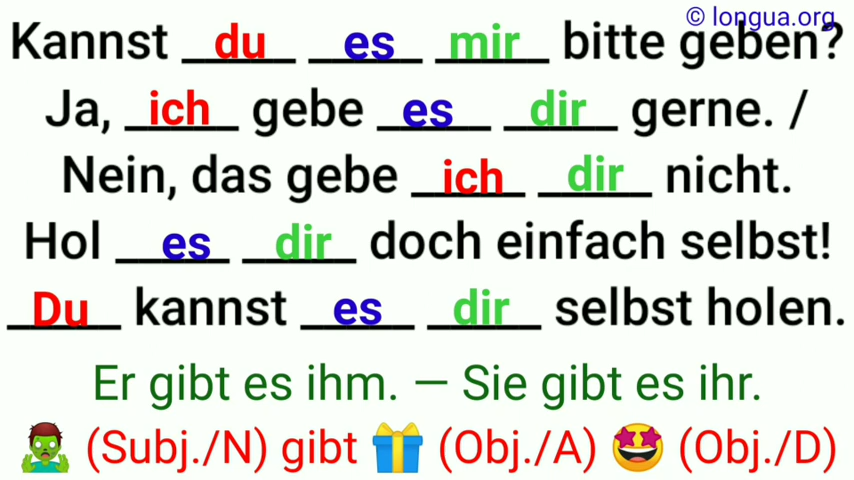 © longua.org
Kannst du es mir bitte geben?
Ja, ich gebe es dir gerne. /
Nein, das gebe ich dir nicht.
Hol es dir doch einfach selbst!
Du kannst es dir selbst holen.
Er gibt es ihm. — Sie gibt es ihr.
(Subj./N) gibt (Obj./A) (Obj./D)